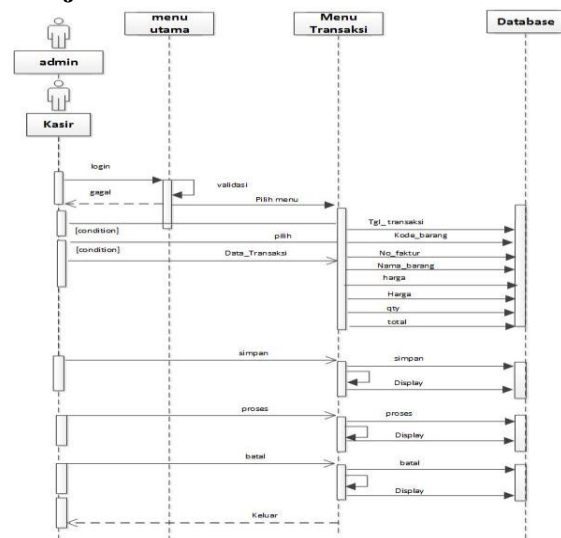 menu
utama
Menu
Transaksi
Database
admin
Kasir
login
validasi
gagal
Pilih menu
Tgl_transaksi
[condition]
pilih
Kode_barang
[condition]
Data_Transaksi
No_faktur
Nama_barang
harga
Harga
qty
total
simpan
simpan
Display
proses
proses
Display
batal
batal
Display
Keluar